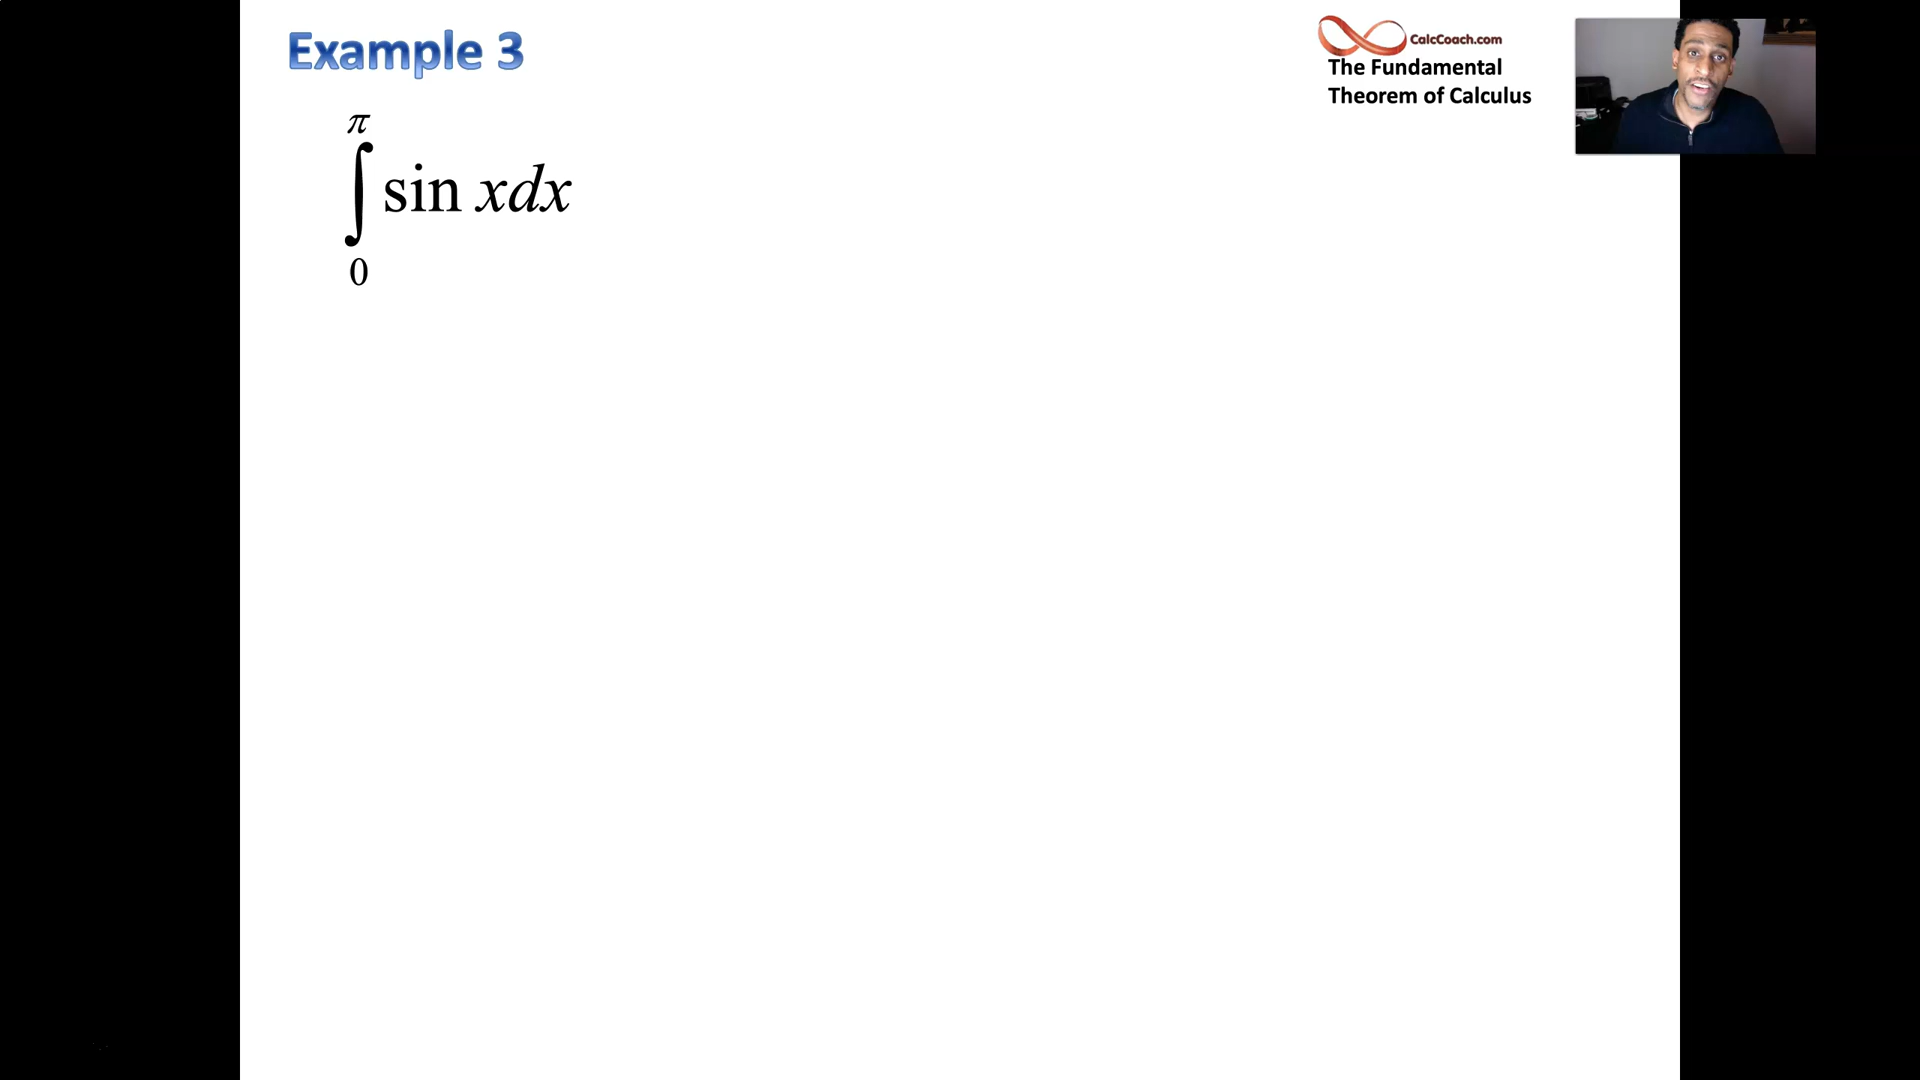 Example 3
CalcCoach.com
The Fundamental
Theorem of Calculus
π
∫ sin xdx
0